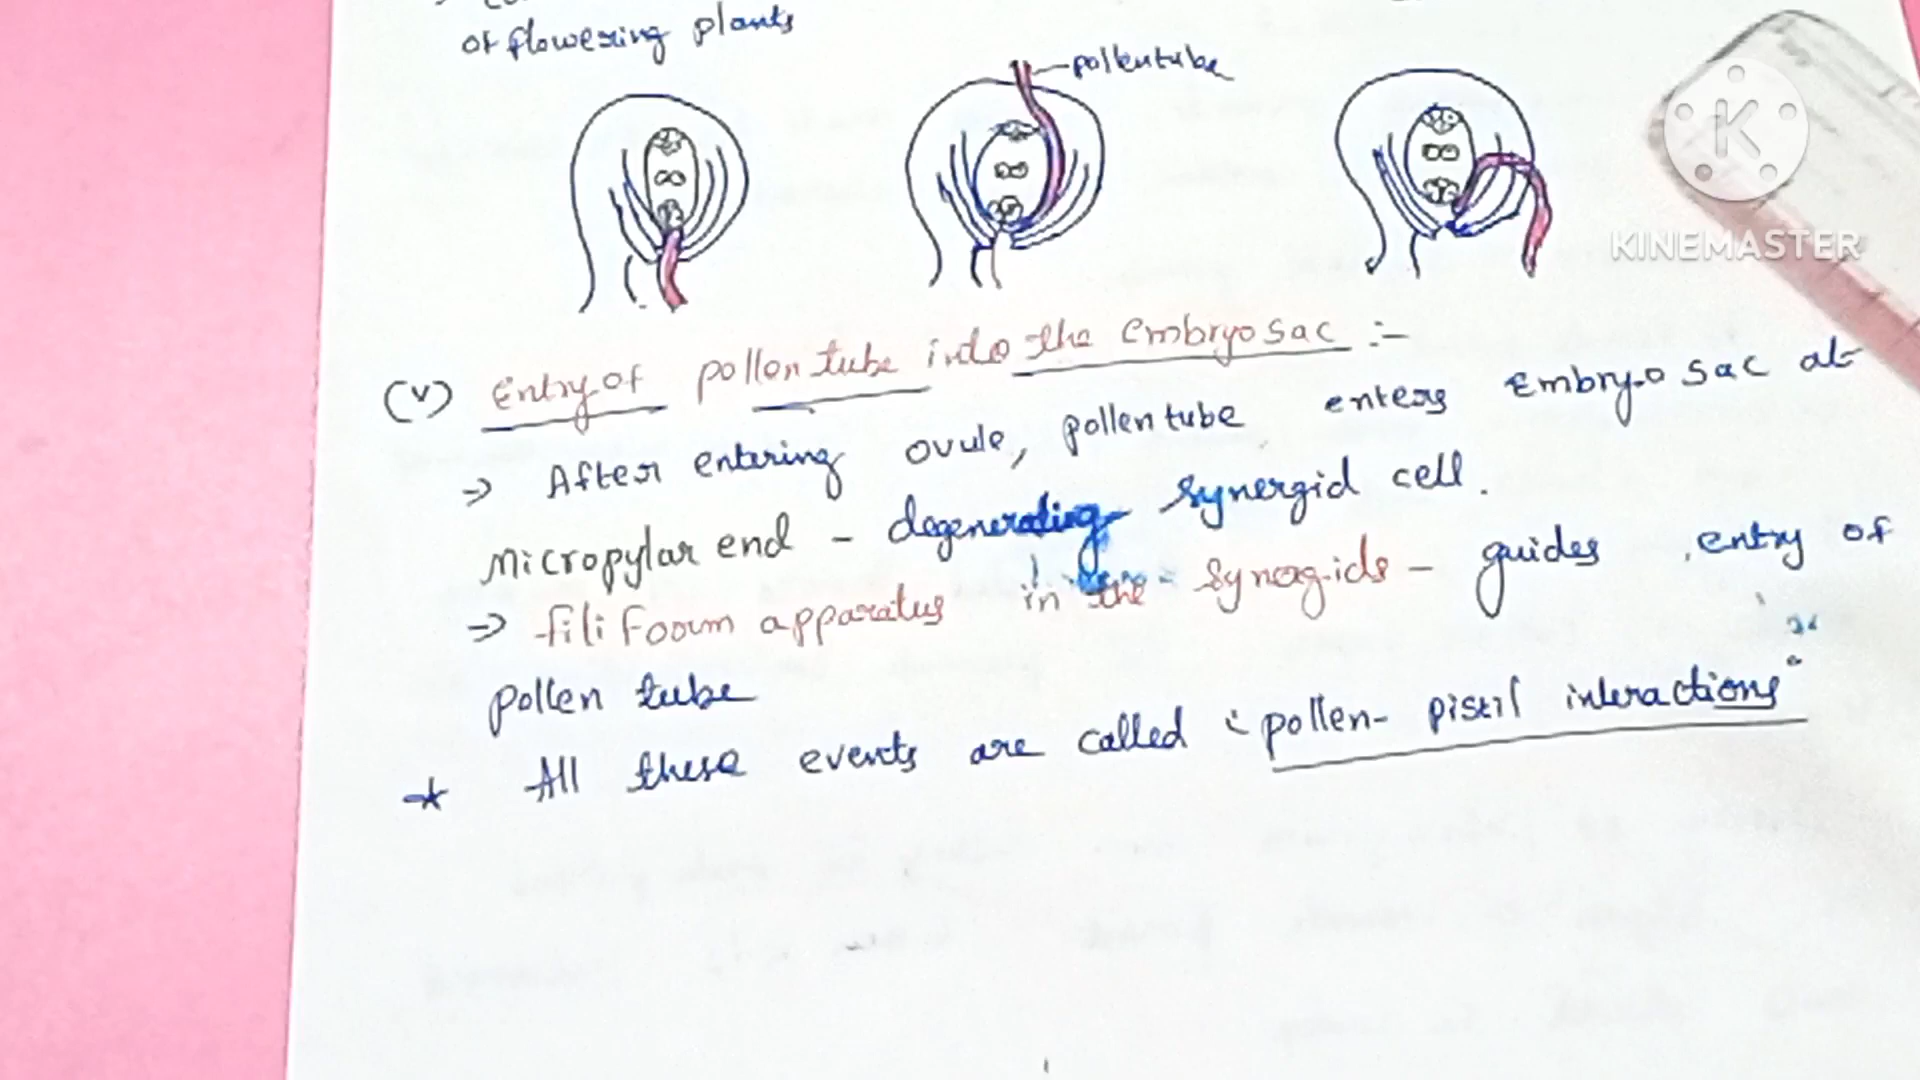 of flowering plants
pollentube
KINEMASTER
(v) Entry of pollen tube into the Embryo sac :-
=> After entering ovule, pollen tube enters Embryo sac at
micropylar end - degenerating synergid cell.
=> filiform apparatus in the synergids - guides entry of
pollen tube
* All these events are called "pollen-pistil interactions"